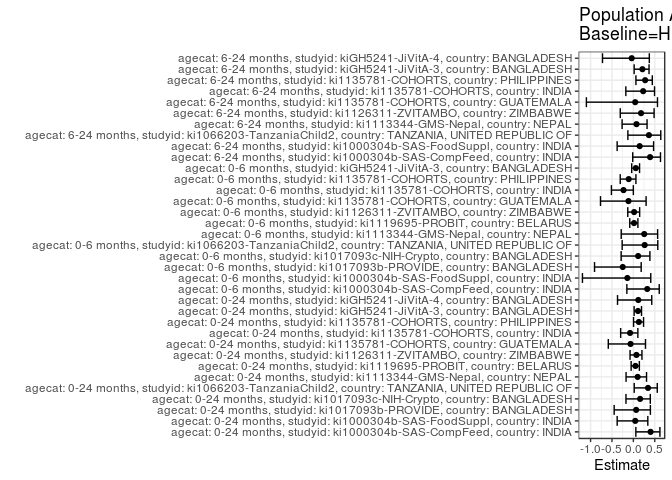 Population A
Baseline=H
agecat: 6-24 months, studyid: kiGH5241-JiVitA-4, country: BANGLADESH
agecat: 6-24 months, studyid: kiGH5241-JiVitA-3, country: BANGLADESH
agecat: 6-24 months, studyid: ki1135781-COHORTS, country: PHILIPPINES
agecat: 6-24 months, studyid: ki1135781-COHORTS, country: INDIA
agecat: 6-24 months, studyid: ki1135781-COHORTS, country: GUATEMALA
agecat: 6-24 months, studyid: ki1126311-ZVITAMBO, country: ZIMBABWE
agecat: 6-24 months, studyid: ki1113344-GMS-Nepal, country: NEPAL
agecat: 6-24 months, studyid: ki1066203-TanzaniaChild2, country: TANZANIA, UNITED REPUBLIC OF
agecat: 6-24 months, studyid: ki1000304b-SAS-FoodSuppl, country: INDIA
agecat: 6-24 months, studyid: ki1000304b-SAS-CompFeed, country: INDIA
agecat: 0-6 months, studyid: kiGH5241-JiVitA-3, country: BANGLADESH
agecat: 0-6 months, studyid: ki1135781-COHORTS, country: PHILIPPINES
agecat: 0-6 months, studyid: ki1135781-COHORTS, country: INDIA
agecat: 0-6 months, studyid: ki1135781-COHORTS, country: GUATEMALA
agecat: 0-6 months, studyid: ki1126311-ZVITAMBO, country: ZIMBABWE
agecat: 0-6 months, studyid: ki1119695-PROBIT, country: BELARUS
agecat: 0-6 months, studyid: ki1113344-GMS-Nepal, country: NEPAL
agecat: 0-6 months, studyid: ki1066203-TanzaniaChild2, country: TANZANIA, UNITED REPUBLIC OF
agecat: 0-6 months, studyid: ki1017093c-NIH-Crypto, country: BANGLADESH
agecat: 0-6 months, studyid: ki1017093b-PROVIDE, country: BANGLADESH
agecat: 0-6 months, studyid: ki1000304b-SAS-FoodSuppl, country: INDIA
agecat: 0-6 months, studyid: ki1000304b-SAS-CompFeed, country: INDIA
agecat: 0-24 months, studyid: kiGH5241-JiVitA-4, country: BANGLADESH
agecat: 0-24 months, studyid: kiGH5241-JiVitA-3, country: BANGLADESH
agecat: 0-24 months, studyid: ki1135781-COHORTS, country: PHILIPPINES
agecat: 0-24 months, studyid: ki1135781-COHORTS, country: INDIA
agecat: 0-24 months, studyid: ki1135781-COHORTS, country: GUATEMALA
agecat: 0-24 months, studyid: ki1126311-ZVITAMBO, country: ZIMBABWE
agecat: 0-24 months, studyid: ki1119695-PROBIT, country: BELARUS
agecat: 0-24 months, studyid: ki1113344-GMS-Nepal, country: NEPAL
agecat: 0-24 months, studyid: ki1066203-TanzaniaChild2, country: TANZANIA, UNITED REPUBLIC OF
agecat: 0-24 months, studyid: ki1017093c-NIH-Crypto, country: BANGLADESH
agecat: 0-24 months, studyid: ki1017093b-PROVIDE, country: BANGLADESH
agecat: 0-24 months, studyid: ki1000304b-SAS-FoodSuppl, country: INDIA
agecat: 0-24 months, studyid: ki1000304b-SAS-CompFeed, country: INDIA
-1.0 -0.5 0.0 0.5
Estimate